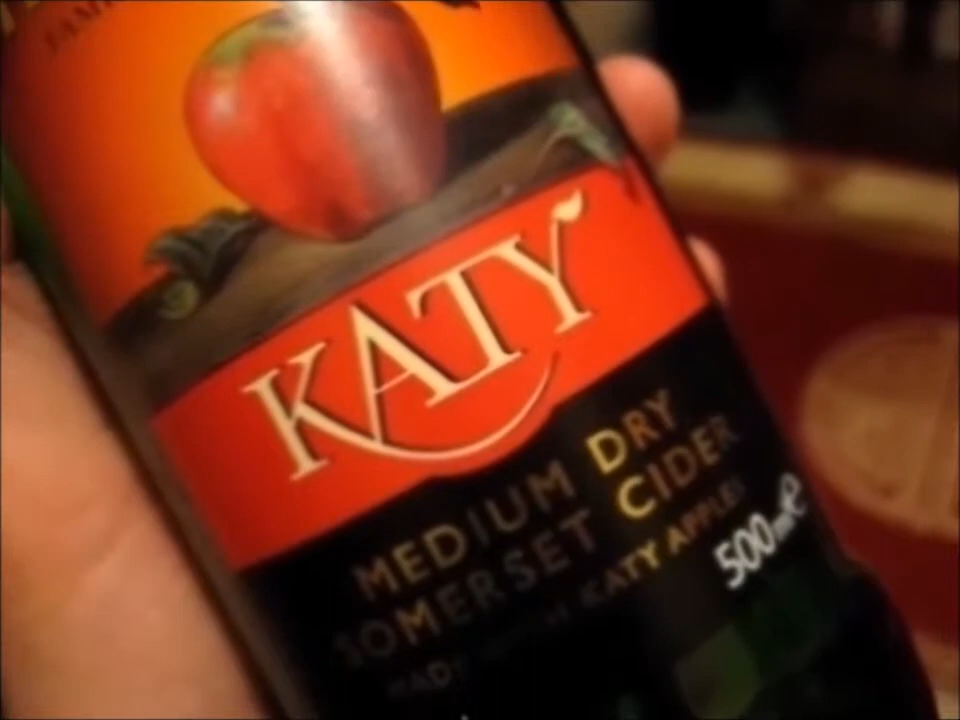 KATY
MEDIUM DRY
SOMERSET CIDER
KATY APPLES
500ml e